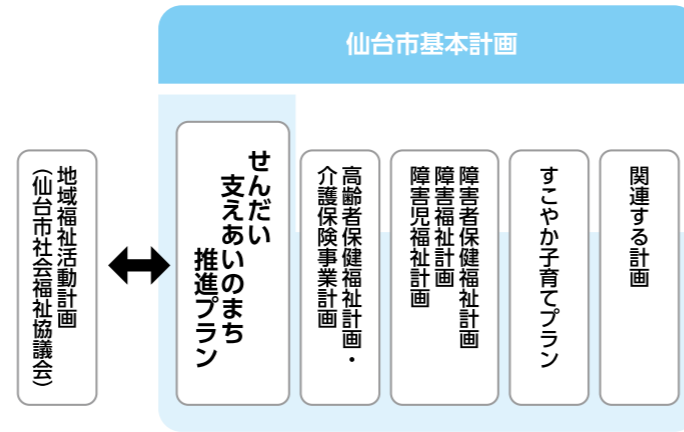 仙台市基本計画
地域福祉活動計画
（仙台市社会福祉協議会）
せんだい
支えあいのまち
推進プラン
高齢者保健福祉計画・
介護保険事業計画
障害者保健福祉計画
障害福祉計画
障害児福祉計画
すこやか子育てプラン
関連する計画